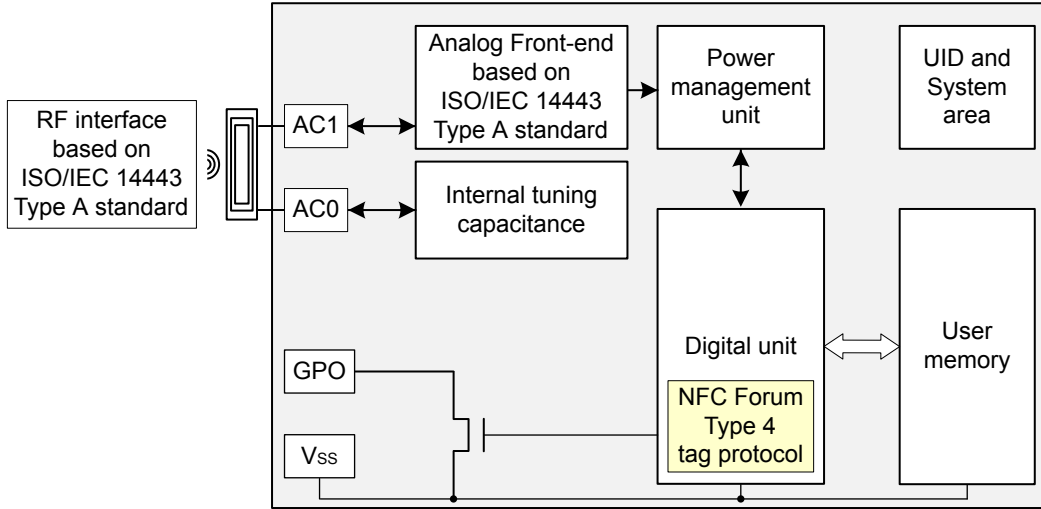 RF interface
based on
ISO/IEC 14443
Type A standard
AC1
AC0
Analog Front-end
based on
ISO/IEC 14443
Type A standard
Internal tuning
capacitance
Power
management
unit
UID and
System
area
GPO
Vss
Digital unit
NFC Forum
Type 4
tag protocol
User
memory